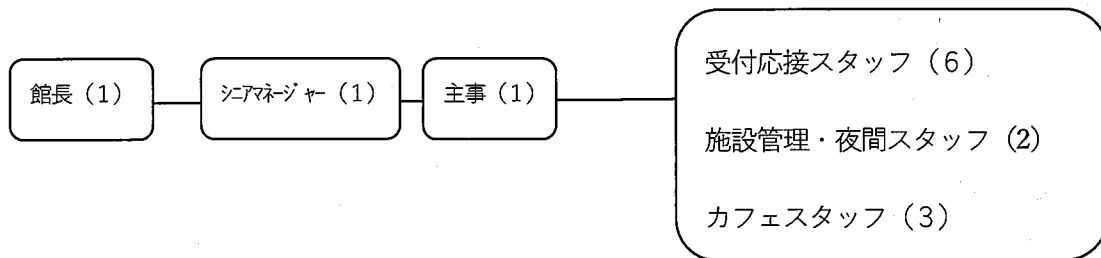 館長（1）
シニアマネージャー（1）
主事（1）
受付応接スタッフ（6）
施設管理・夜間スタッフ（2）
カフェスタッフ（3）